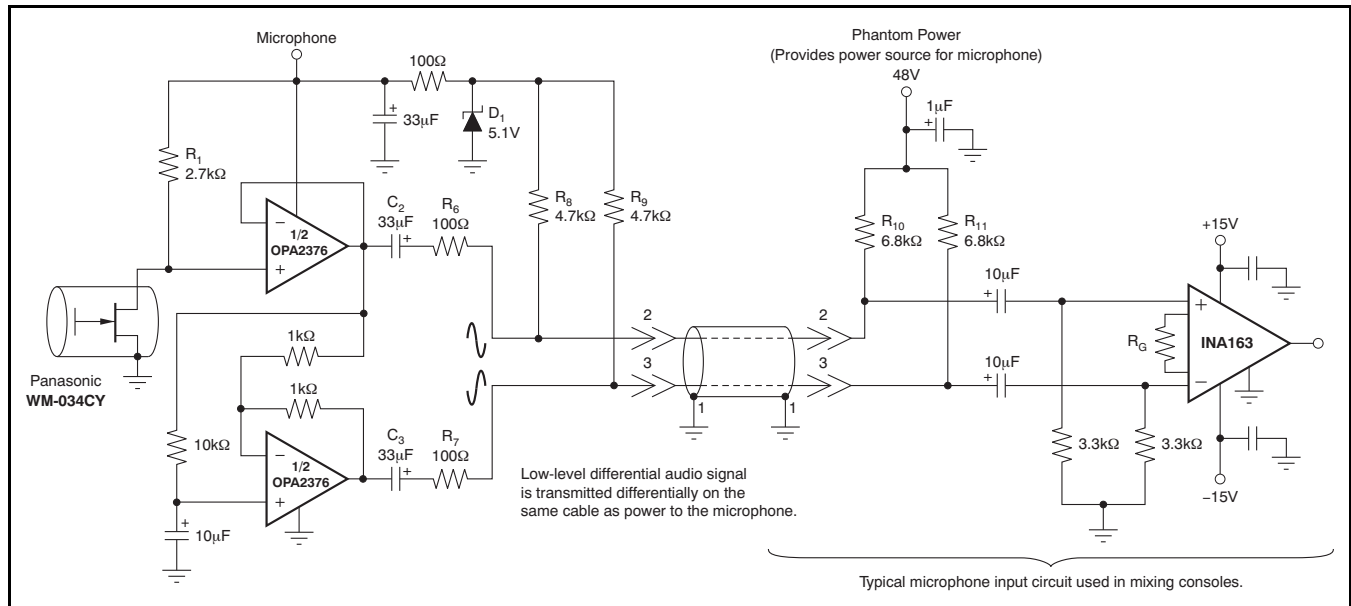 Microphone
100Ω
+
33μF
D1
5.1V
R1
2.7kΩ
−
1/2
OPA2376
+
C2
33μF
+
R6
100Ω
R8
4.7kΩ
R9
4.7kΩ
Panasonic
WM-034CY
1kΩ
1kΩ
10kΩ
−
1/2
OPA2376
+
C3
33μF
+
R7
100Ω
+
10μF
2
3
2
3
1
1
Low-level differential audio signal
is transmitted differentially on the
same cable as power to the microphone.
Phantom Power
(Provides power source for microphone)
48V
1μF
+
R10
6.8kΩ
R11
6.8kΩ
10μF
+
10μF
+
+15V
+
RG
INA163
−
3.3kΩ
3.3kΩ
−15V
Typical microphone input circuit used in mixing consoles.